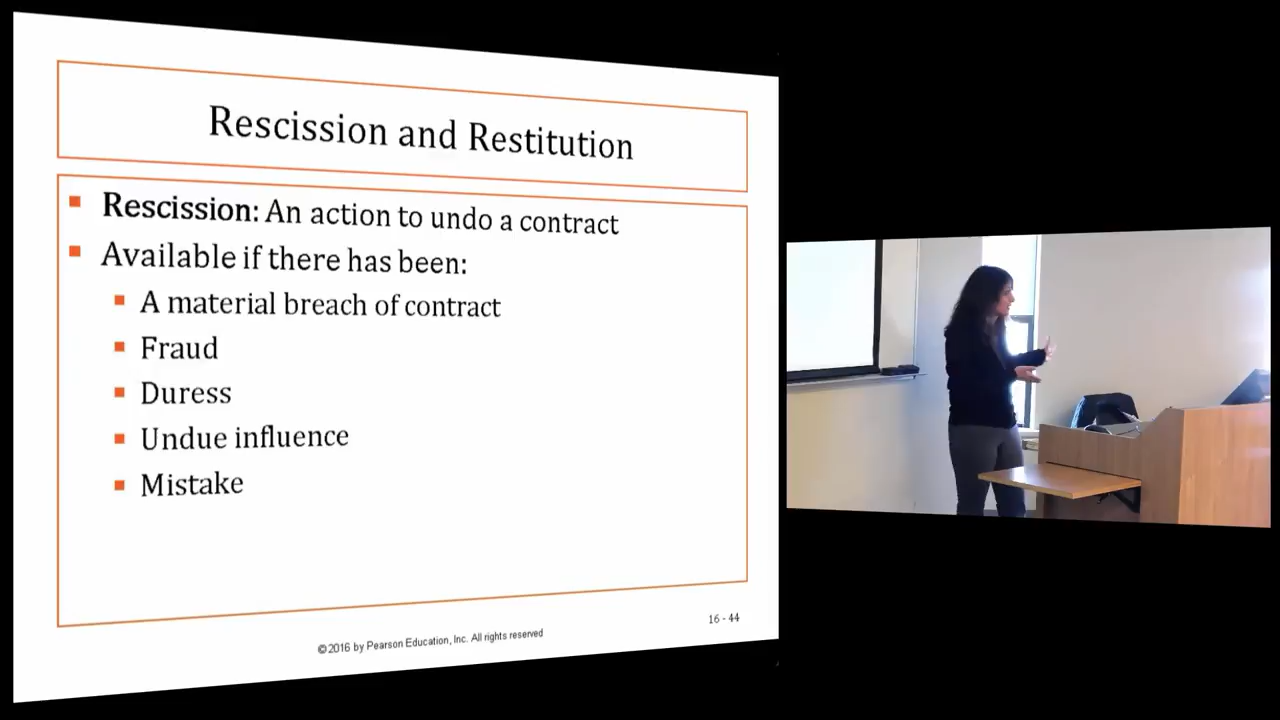 Rescission and Restitution
Rescission: An action to undo a contract
Available if there has been:
A material breach of contract
Fraud
Duress
Undue influence
Mistake
16 - 44
©2016 by Pearson Education, Inc. All rights reserved